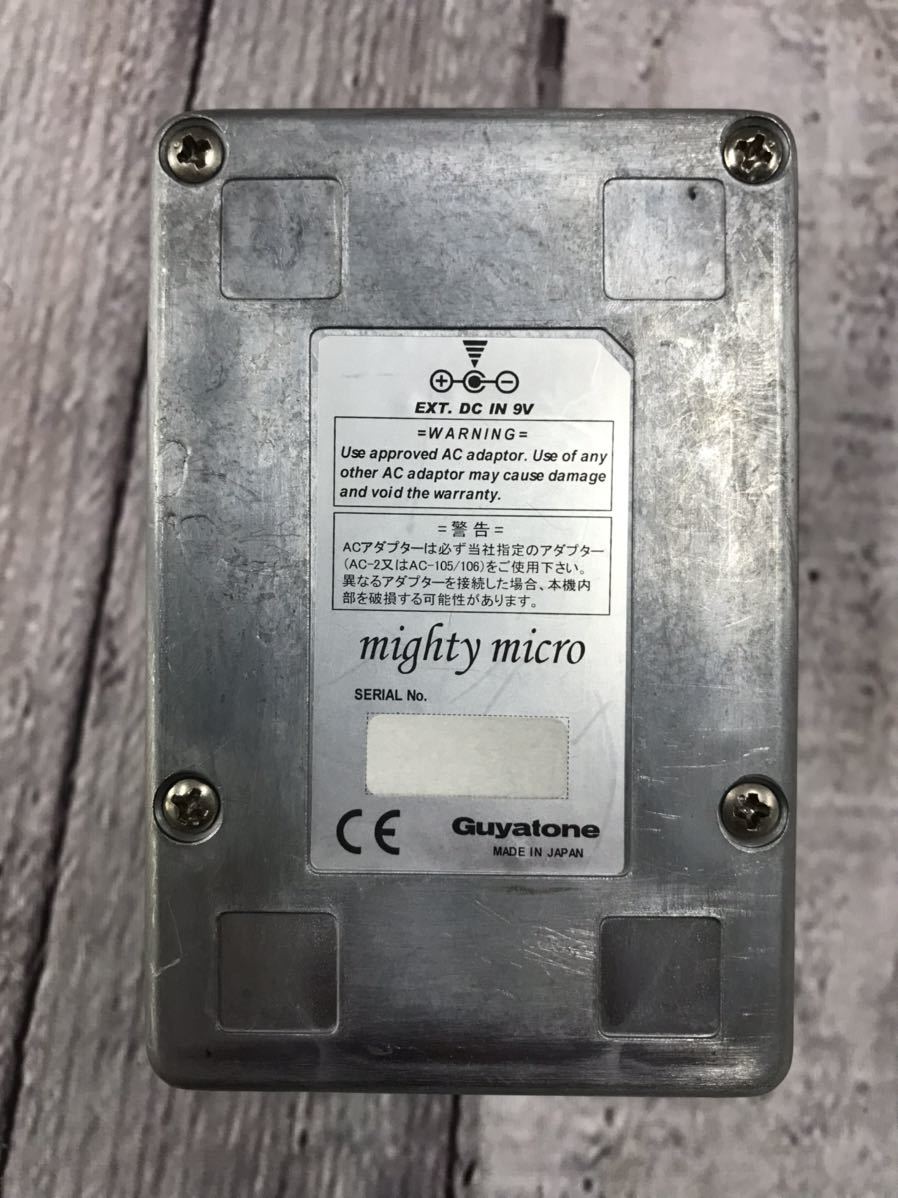 EXT. DC IN 9V
=WARNING=
Use approved AC adaptor. Use of any
other AC adaptor may cause damage
and void the warranty.
=警告=
ACアダプターは必ず当社指定のアダプター
(AC-2又はAC-105/106)をご使用下さい。
異なるアダプターを接続した場合、本機内
部を破損する可能性があります。
mighty micro
SERIAL No.
CE
Guyatone
MADE IN JAPAN